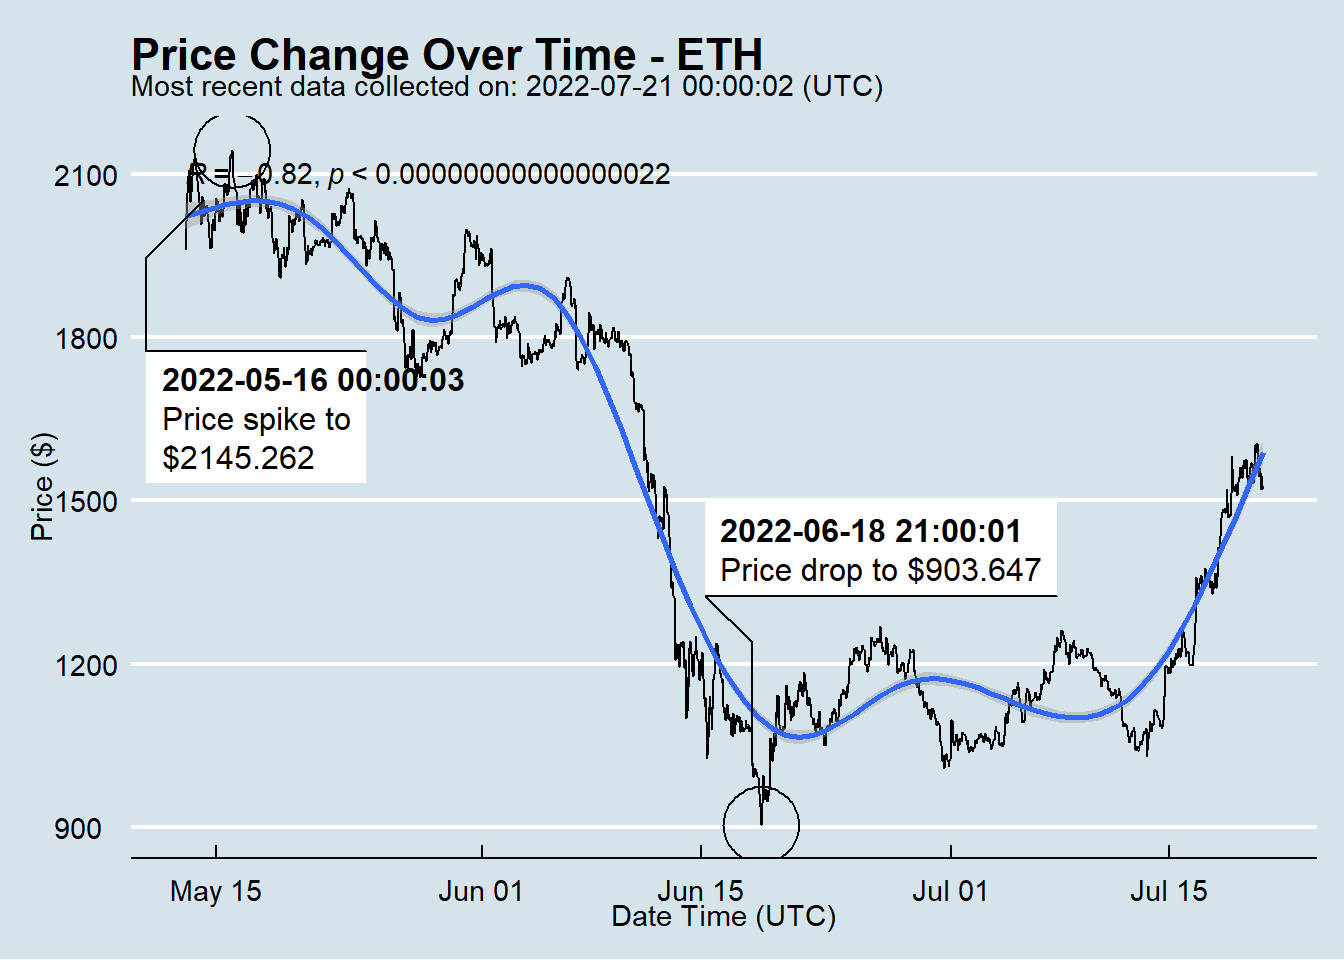 Price Change Over Time - ETH
Most recent data collected on: 2022-07-21 00:00:02 (UTC)
R = −0.82, p < 0.00000000000000022
2100
1800
1500
1200
900
Price ($)
2022-05-16 00:00:03
Price spike to
$2145.262
2022-06-18 21:00:01
Price drop to $903.647
May 15
Jun 01
Jun 15
Jul 01
Jul 15
Date Time (UTC)